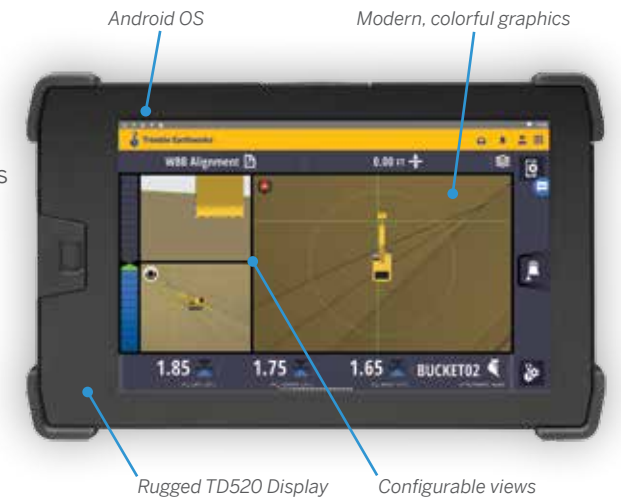 Android OS
Modern, colorful graphics
Trimble Earthworks
WBB Alignment
0.00 FT
S
1.85
1.75
1.65
BUCKET02
Rugged TD520 Display
Configurable views